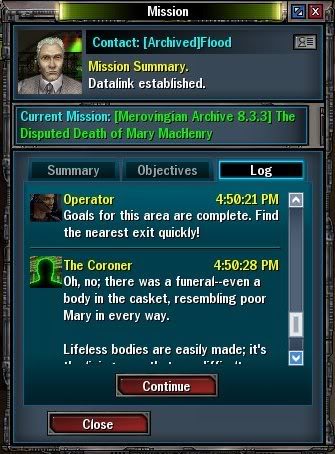 Mission
Contact: [Archived]Flood
Mission Summary.
Datalink established.
Current Mission: [Merovingian Archive 8.3.3] The
Disputed Death of Mary MacHenry
Summary
Objectives
Log
Operator 4:50:21 PM
Goals for this area are complete. Find
the nearest exit quickly!
The Coroner 4:50:28 PM
Oh, no; there was a funeral--even a
body in the casket, resembling poor
Mary in every way.
Lifeless bodies are easily made; it's
Continue
Close